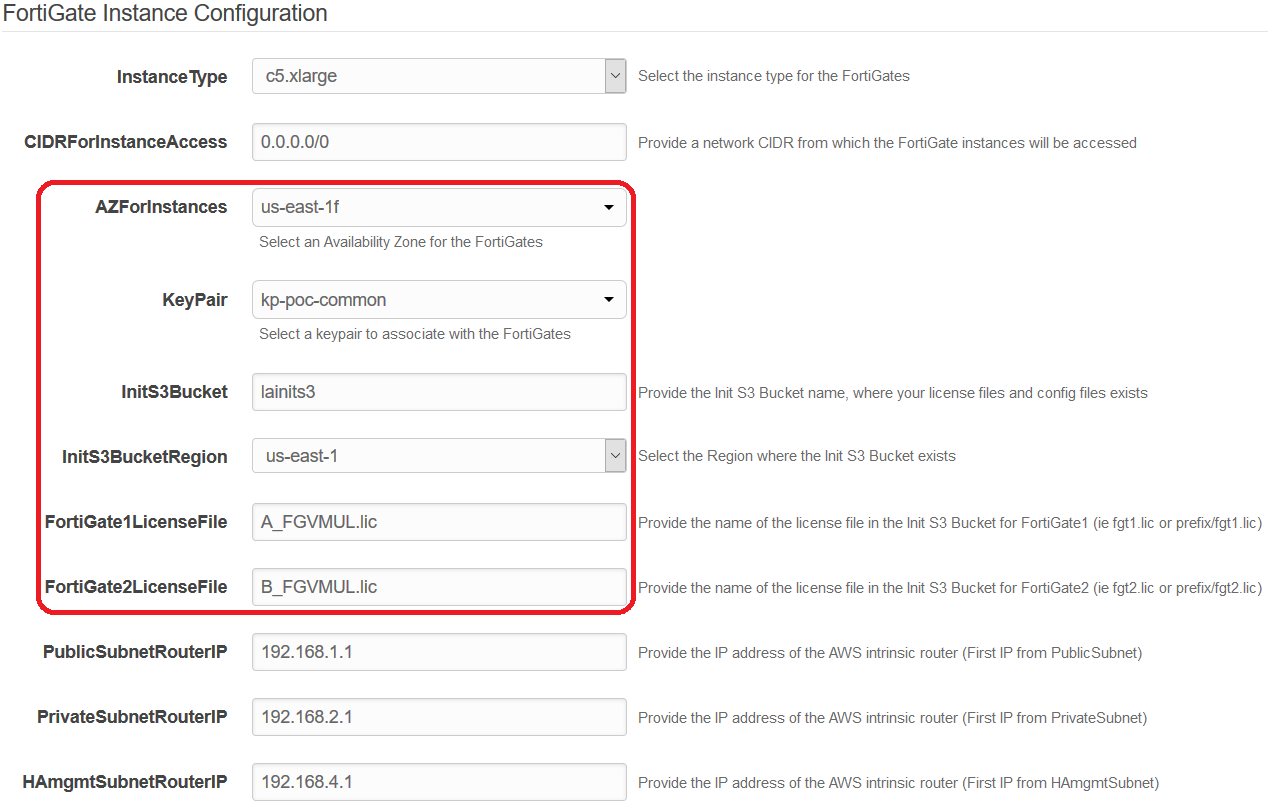 FortiGate Instance Configuration
InstanceType c5.xlarge Select the instance type for the FortiGates
CIDRForInstanceAccess 0.0.0.0/0 Provide a network CIDR from which the FortiGate instances will be accessed
AZForInstances us-east-1f
Select an Availability Zone for the FortiGates
KeyPair kp-poc-common
Select a keypair to associate with the FortiGates
InitS3Bucket lainits3 Provide the Init S3 Bucket name, where your license files and config files exists
InitS3BucketRegion us-east-1 Select the Region where the Init S3 Bucket exists
FortiGate1LicenseFile A_FGVMUL.lic Provide the name of the license file in the Init S3 Bucket for FortiGate1 (ie fgt1.lic or prefix/fgt1.lic)
FortiGate2LicenseFile B_FGVMUL.lic Provide the name of the license file in the Init S3 Bucket for FortiGate2 (ie fgt2.lic or prefix/fgt2.lic)
PublicSubnetRouterIP 192.168.1.1 Provide the IP address of the AWS intrinsic router (First IP from PublicSubnet)
PrivateSubnetRouterIP 192.168.2.1 Provide the IP address of the AWS intrinsic router (First IP from PrivateSubnet)
HAmgmtSubnetRouterIP 192.168.4.1 Provide the IP address of the AWS intrinsic router (First IP from HAmgmtSubnet)